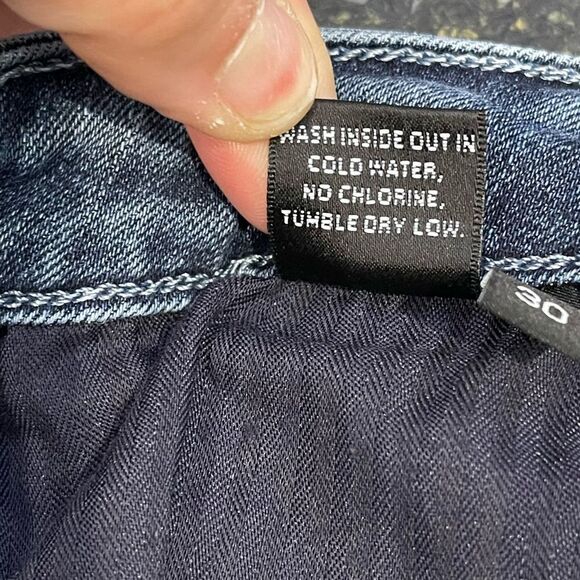 WASH INSIDE OUT IN
COLD WATER,
NO CHLORINE,
TUMBLE DRY LOW.
30